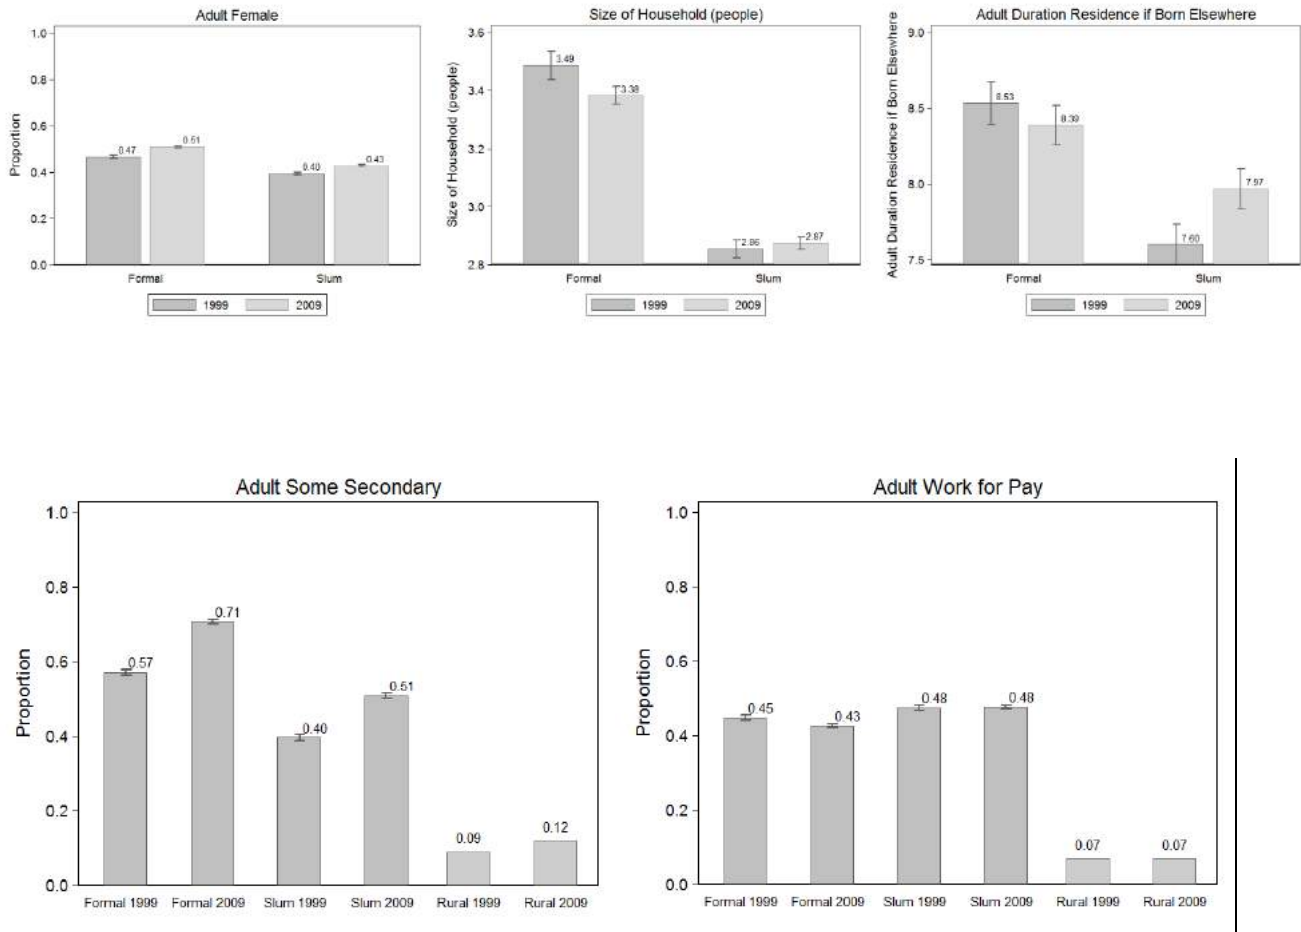 Adult Female
Proportion
1.0
0.8
0.6
0.4
0.2
0.0
0.47
0.51
0.40
0.43
Formal
Slum
1999
2009
Size of Household (people)
Size of Household (people)
3.6
3.4
3.2
3.0
2.8
3.49
3.38
2.86
2.87
Formal
Slum
1999
2009
Adult Duration Residence if Born Elsewhere
Adult Duration Residence if Born Elsewhere
9.0
8.5
8.0
7.5
8.53
8.39
7.60
7.97
Formal
Slum
1999
2009
Adult Some Secondary
Proportion
1.0
0.8
0.6
0.4
0.2
0.0
0.57
0.71
0.40
0.51
0.09
0.12
Formal 1999
Formal 2009
Slum 1999
Slum 2009
Rural 1999
Rural 2009
Adult Work for Pay
Proportion
1.0
0.8
0.6
0.4
0.2
0.0
0.45
0.43
0.48
0.48
0.07
0.07
Formal 1999
Formal 2009
Slum 1999
Slum 2009
Rural 1999
Rural 2009